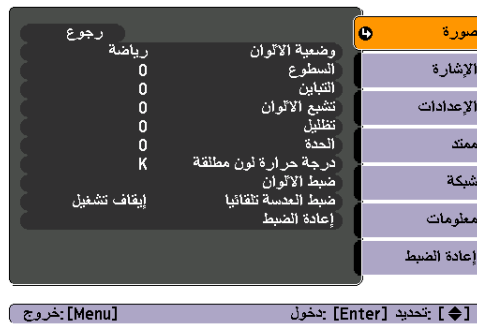 رجوع
وضعية الألوان رياضة
السطوع 0
التباين 0
تشبع الألوان 0
تظليل 0
الحدة 0
درجة حرارة لون مطلقة K
ضبط الألوان
ضبط العدسة تلقائيا إيقاف تشغيل
إعادة الضبط
صورة
الإشارة
الإعدادات
ممتد
شبكة
معلومات
إعادة الضبط
[◆]: تحديد [Enter]: دخول [Menu]: خروج